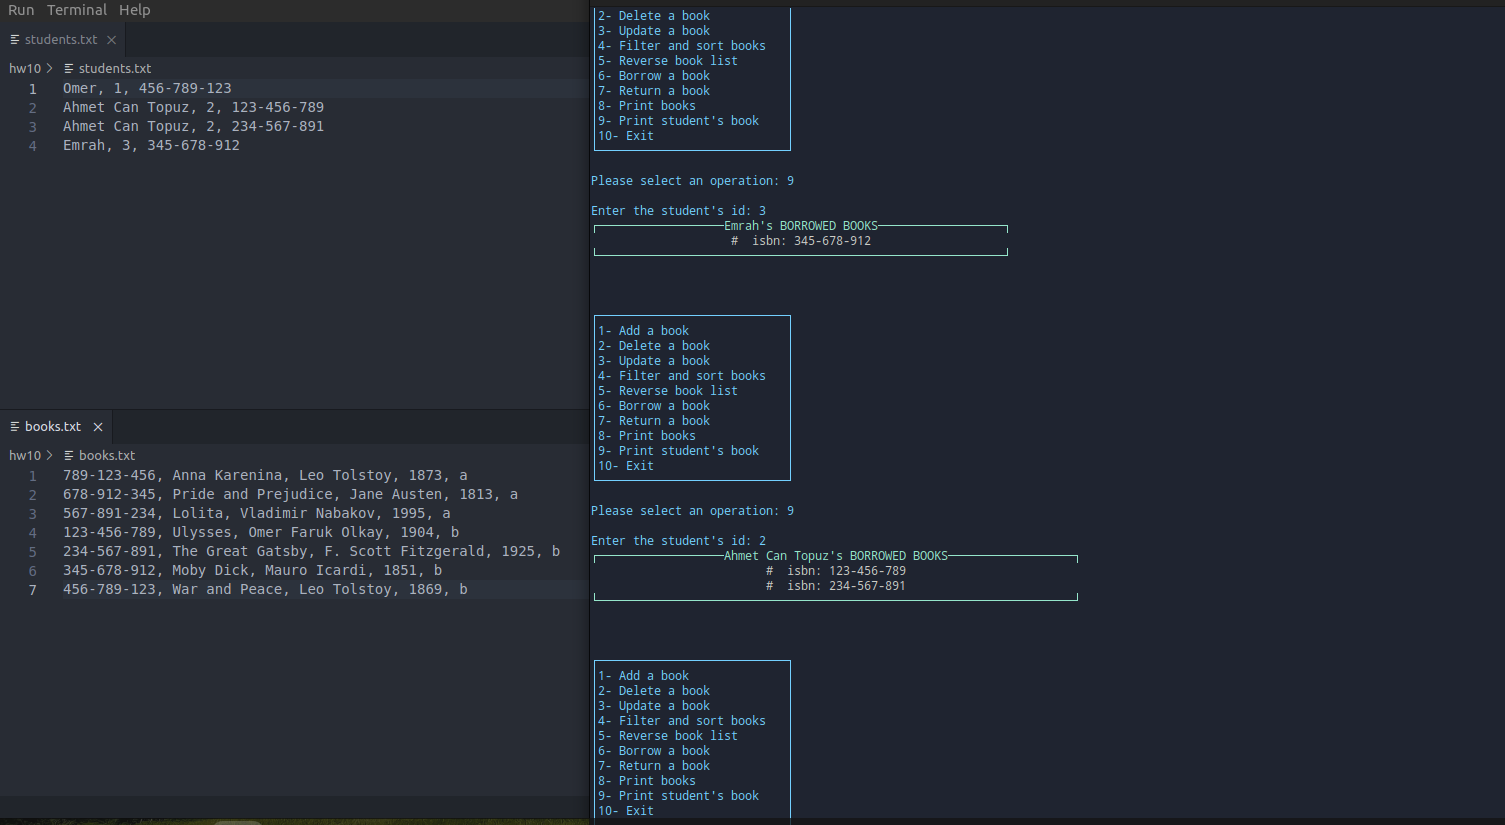 Run Terminal Help
students.txt
hw10 > students.txt
1 Omer, 1, 456-789-123
2 Ahmet Can Topuz, 2, 123-456-789
3 Ahmet Can Topuz, 2, 234-567-891
4 Emrah, 3, 345-678-912
books.txt
hw10 > books.txt
1 789-123-456, Anna Karenina, Leo Tolstoy, 1873, a
2 678-912-345, Pride and Prejudice, Jane Austen, 1813, a
3 567-891-234, Lolita, Vladimir Nabakov, 1995, a
4 123-456-789, Ulysses, Omer Faruk Olkay, 1904, b
5 234-567-891, The Great Gatsby, F. Scott Fitzgerald, 1925, b
6 345-678-912, Moby Dick, Mauro Icardi, 1851, b
7 456-789-123, War and Peace, Leo Tolstoy, 1869, b
2- Delete a book
3- Update a book
4- Filter and sort books
5- Reverse book list
6- Borrow a book
7- Return a book
8- Print books
9- Print student's book
10- Exit
Please select an operation: 9
Enter the student's id: 3
Emrah's BORROWED BOOKS
# isbn: 345-678-912
1- Add a book
2- Delete a book
3- Update a book
4- Filter and sort books
5- Reverse book list
6- Borrow a book
7- Return a book
8- Print books
9- Print student's book
10- Exit
Please select an operation: 9
Enter the student's id: 2
Ahmet Can Topuz's BORROWED BOOKS
# isbn: 123-456-789
# isbn: 234-567-891
1- Add a book
2- Delete a book
3- Update a book
4- Filter and sort books
5- Reverse book list
6- Borrow a book
7- Return a book
8- Print books
9- Print student's book
10- Exit